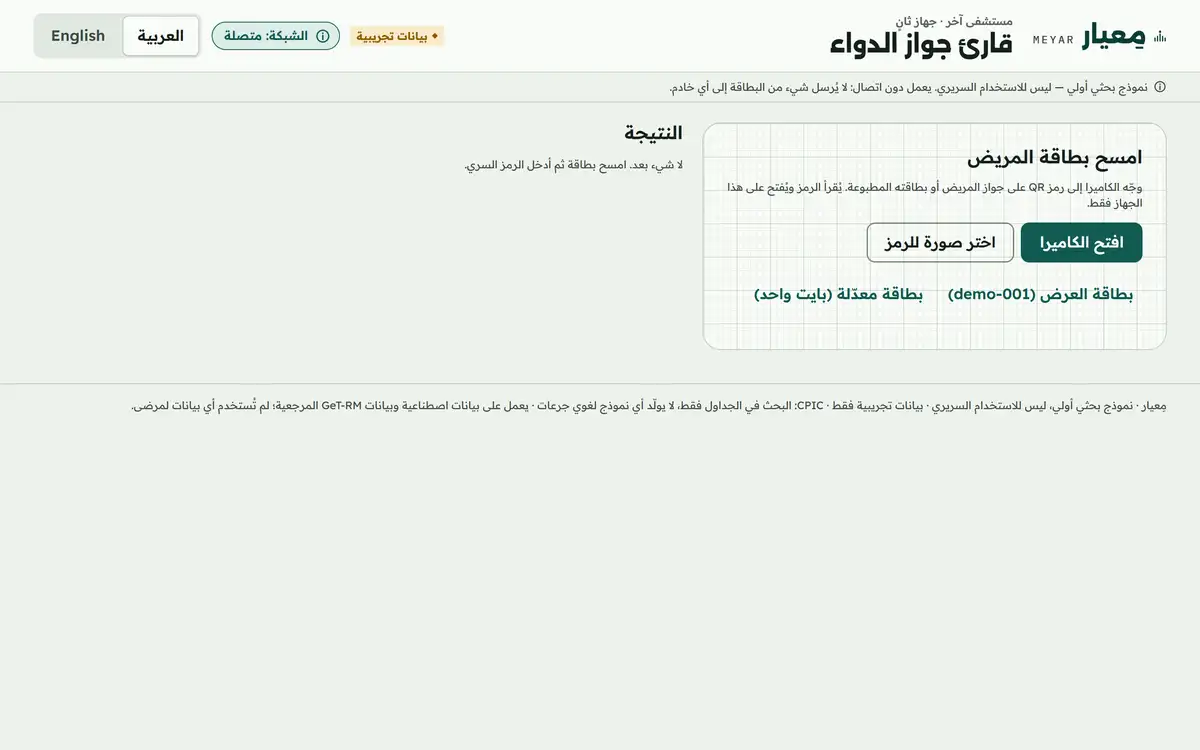 مِعيار MEYAR
مستشفى آخر · جهاز ثانٍ
قارئ جواز الدواء
بيانات تجريبية
الشبكة: متصلة
العربية
English
نموذج بحثي أولي — ليس للاستخدام السريري. يعمل دون اتصال: لا يُرسل شيء من البطاقة إلى أي خادم.
امسح بطاقة المريض
وجّه الكاميرا إلى رمز QR على جواز المريض أو بطاقته المطبوعة. يُقرأ الرمز ويُفتح على هذا
الجهاز فقط.
افتح الكاميرا
اختر صورة للرمز
بطاقة العرض (demo-001)
بطاقة معدّلة (بايت واحد)
النتيجة
لا شيء بعد. امسح بطاقة ثم أدخل الرمز السري.
مِعيار · نموذج بحثي أولي، ليس للاستخدام السريري · بيانات تجريبية فقط · CPIC: البحث في الجداول فقط، لا يولّد أي نموذج لغوي جرعات · يعمل على بيانات اصطناعية وبيانات GeT-RM المرجعية؛ لم تُستخدم أي بيانات لمرضى.